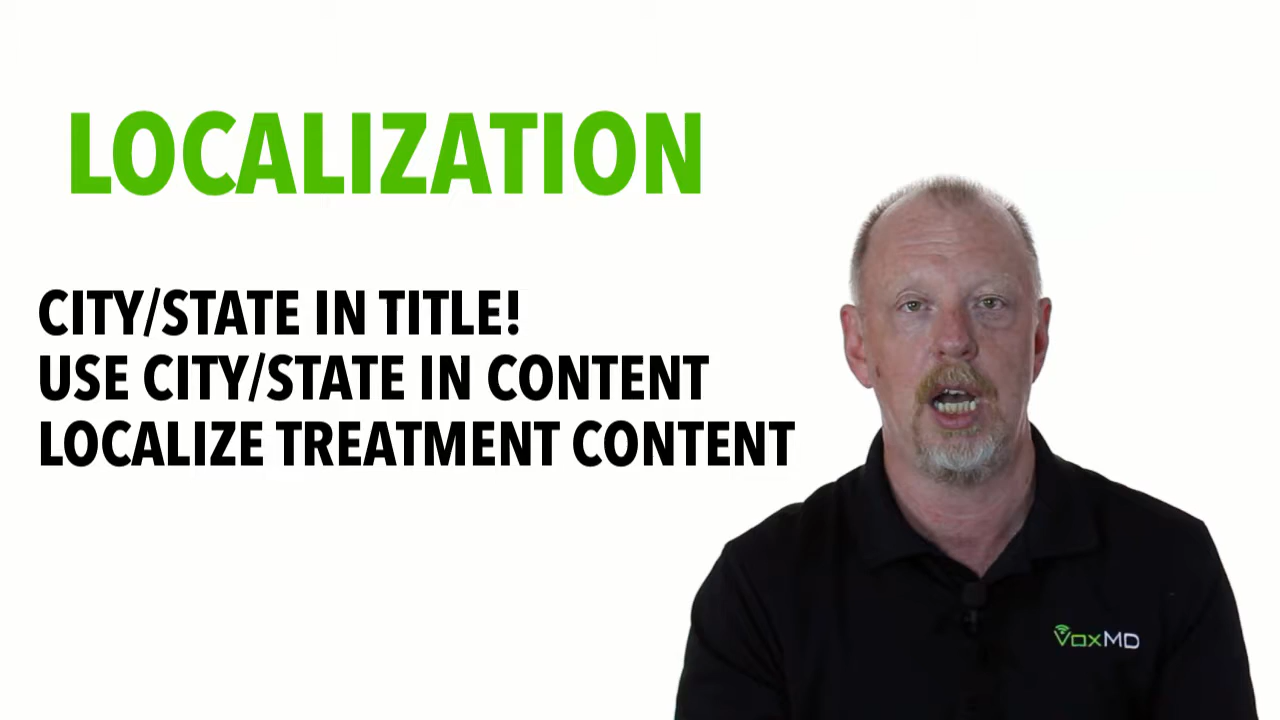 LOCALIZATION
CITY/STATE IN TITLE!
USE CITY/STATE IN CONTENT
LOCALIZE TREATMENT CONTENT
VOXMD